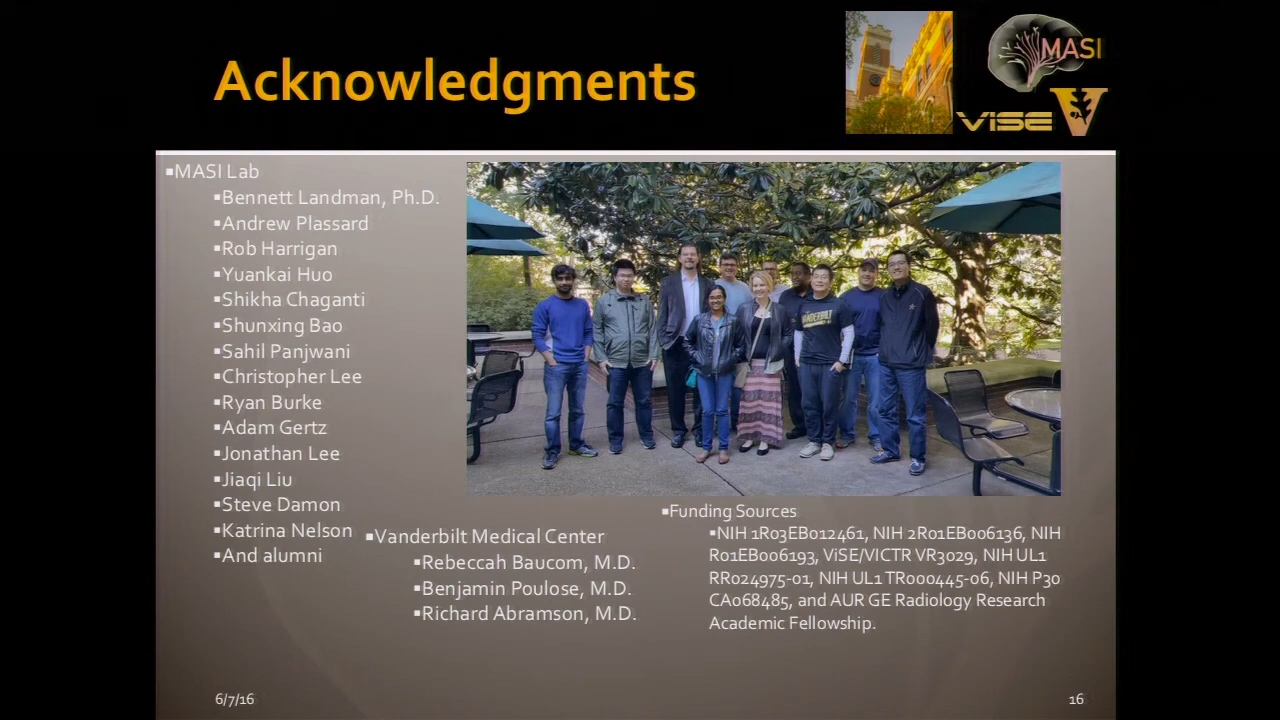 Acknowledgments
MASI
ViSE
V
▪MASI Lab
▪Bennett Landman, Ph.D.
▪Andrew Plassard
▪Rob Harrigan
▪Yuankai Huo
▪Shikha Chaganti
▪Shunxing Bao
▪Sahil Panjwani
▪Christopher Lee
▪Ryan Burke
▪Adam Gertz
▪Jonathan Lee
▪Jiaqi Liu
▪Steve Damon
▪Katrina Nelson
▪And alumni
VANDERBILT
▪Vanderbilt Medical Center
▪Rebeccah Baucom, M.D.
▪Benjamin Poulose, M.D.
▪Richard Abramson, M.D.
▪Funding Sources
▪NIH 1R03EB012461, NIH 2R01EB006136, NIH
R01EB006193, ViSE/VICTR VR3029, NIH UL1
RR024975-01, NIH UL1 TR000445-06, NIH P30
CA068485, and AUR GE Radiology Research
Academic Fellowship.
6/7/16
16